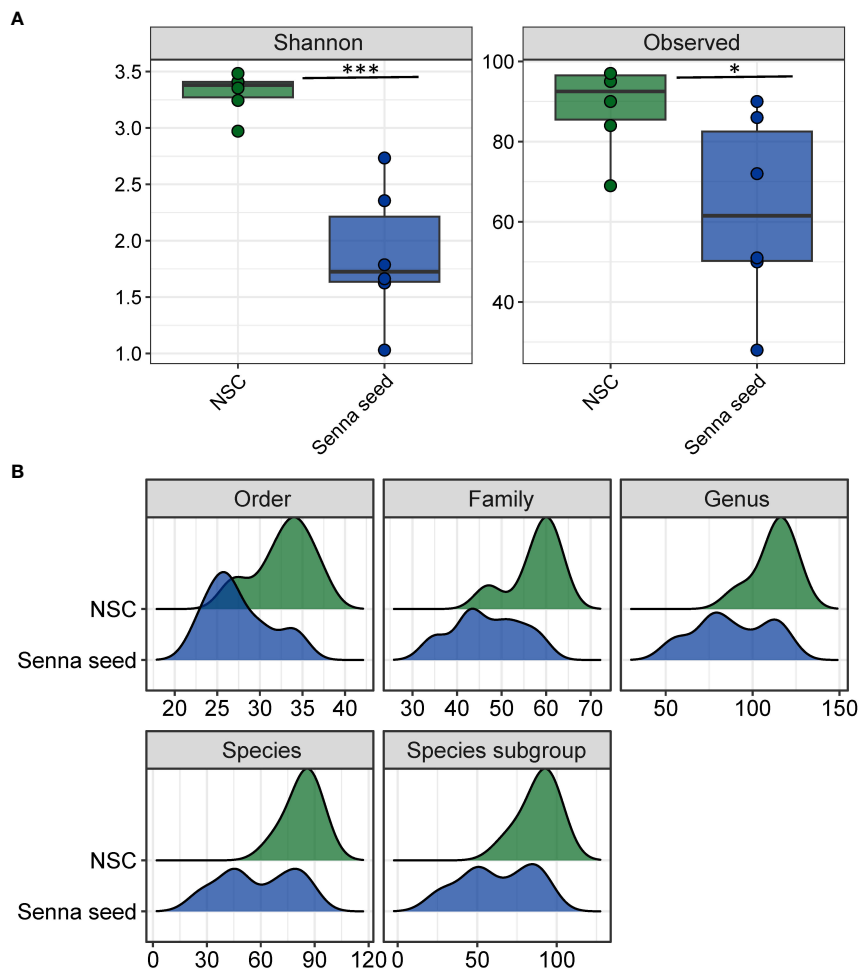 A
Shannon
Observed
***
*
3.5
3.0
2.5
2.0
1.5
1.0
100
80
60
40
NSC
Senna seed
NSC
Senna seed
B
Order
Family
Genus
NSC
Senna seed
20 25 30 35 40
30 40 50 60 70
50 100 150
Species
Species subgroup
NSC
Senna seed
0 30 60 90 120
0 50 100